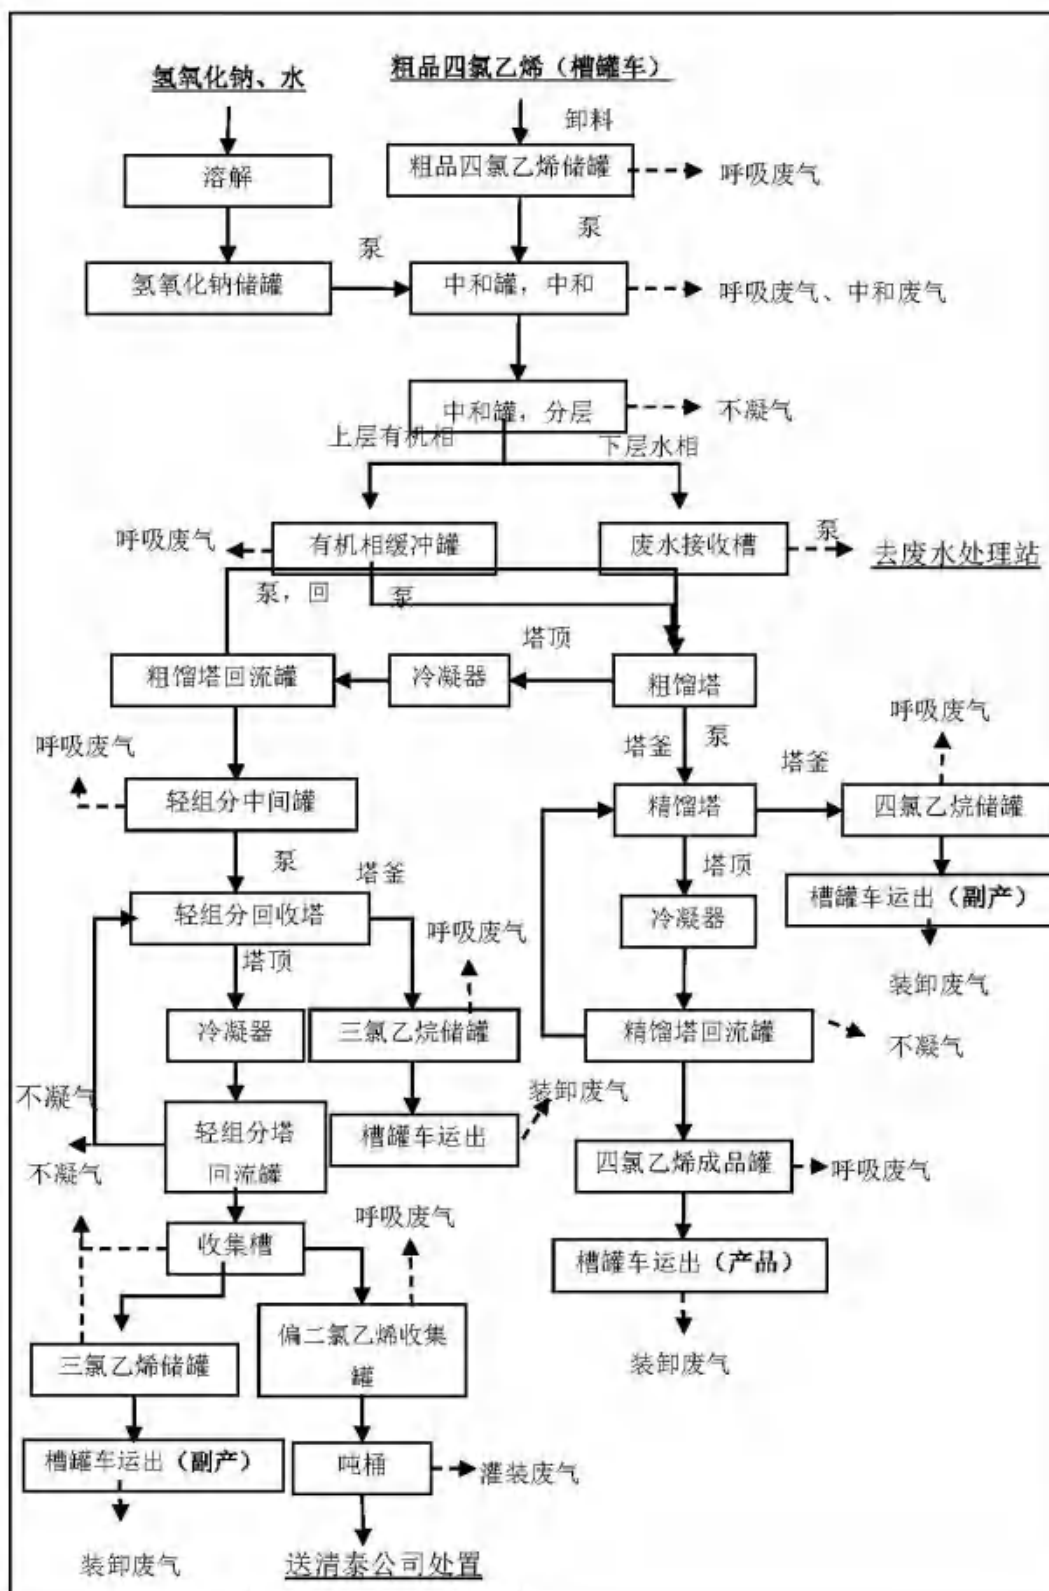 氢氧化钠、水
粗品四氯乙烯（槽罐车）
卸料
溶解
粗品四氯乙烯储罐
呼吸废气
泵
泵
氢氧化钠储罐
中和罐，中和
呼吸废气、中和废气
中和罐，分层
不凝气
上层有机相
下层水相
呼吸废气
有机相缓冲罐
废水接收槽
泵
去废水处理站
泵，回
泵
塔顶
粗馏塔回流罐
冷凝器
粗馏塔
呼吸废气
呼吸废气
塔釜
泵
塔釜
轻组分中间罐
精馏塔
四氯乙烷储罐
泵
塔釜
塔顶
轻组分回收塔
冷凝器
槽罐车运出（副产）
呼吸废气
塔顶
装卸废气
冷凝器
三氯乙烷储罐
精馏塔回流罐
不凝气
不凝气
装卸废气
轻组分塔
回流罐
槽罐车运出
不凝气
四氯乙烯成品罐
呼吸废气
呼吸废气
收集槽
槽罐车运出（产品）
三氯乙烯储罐
偏二氯乙烯收集
罐
装卸废气
槽罐车运出（副产）
吨桶
灌装废气
装卸废气
送清泰公司处置